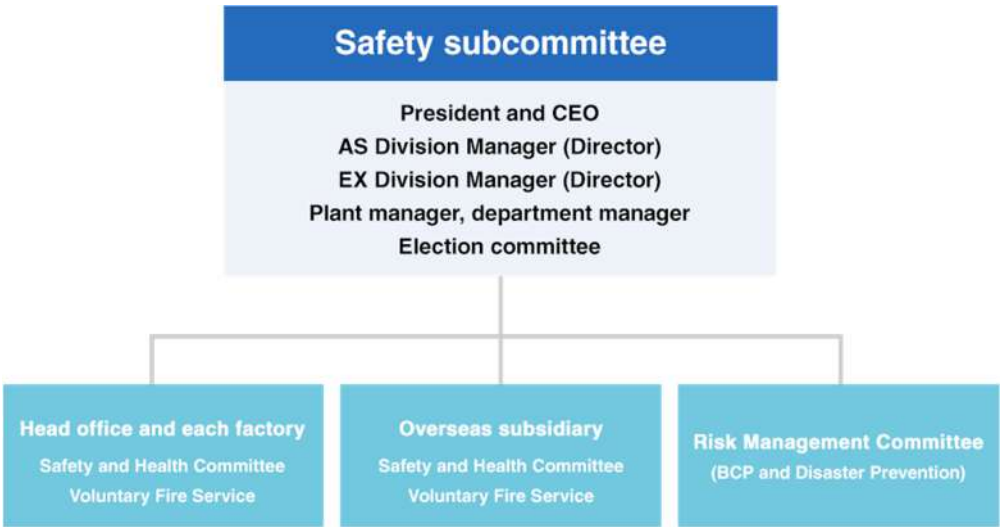 Safety subcommittee
President and CEO
AS Division Manager (Director)
EX Division Manager (Director)
Plant manager, department manager
Election committee
Head office and each factory
Safety and Health Committee
Voluntary Fire Service
Overseas subsidiary
Safety and Health Committee
Voluntary Fire Service
Risk Management Committee
(BCP and Disaster Prevention)